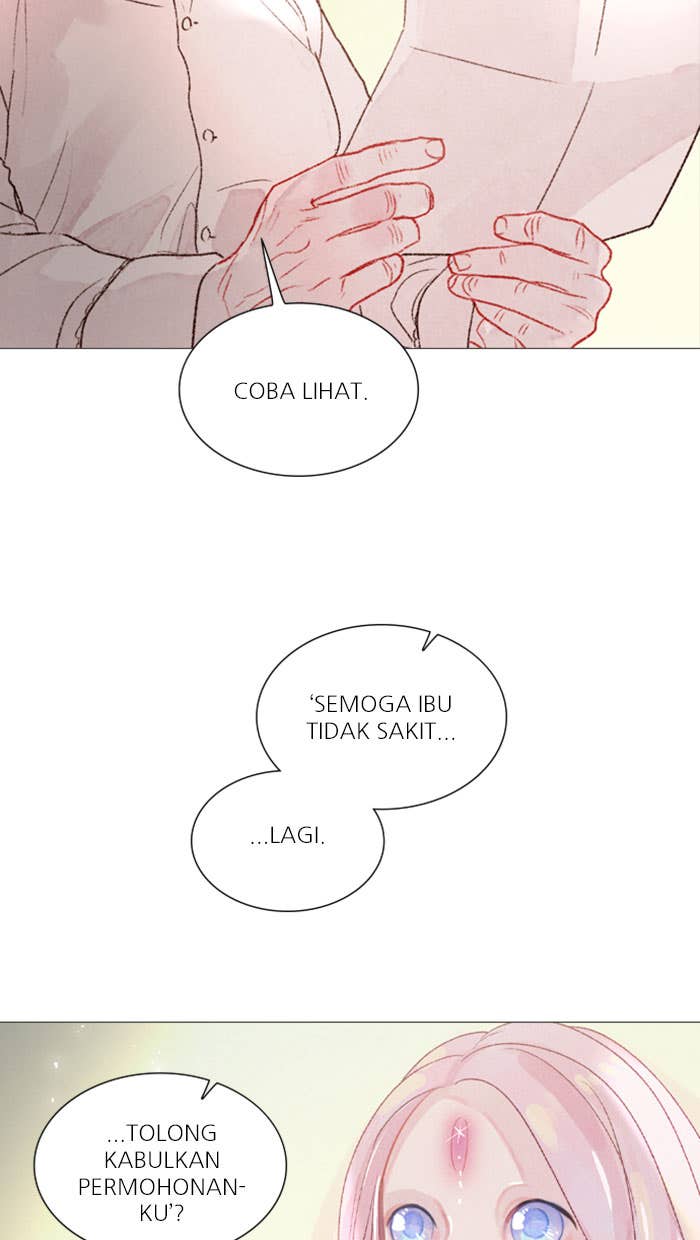 COBA LIHAT.
‘SEMOGA IBU
TIDAK SAKIT...
...LAGI.
...TOLONG
KABULKAN
PERMOHONAN-
KU’?